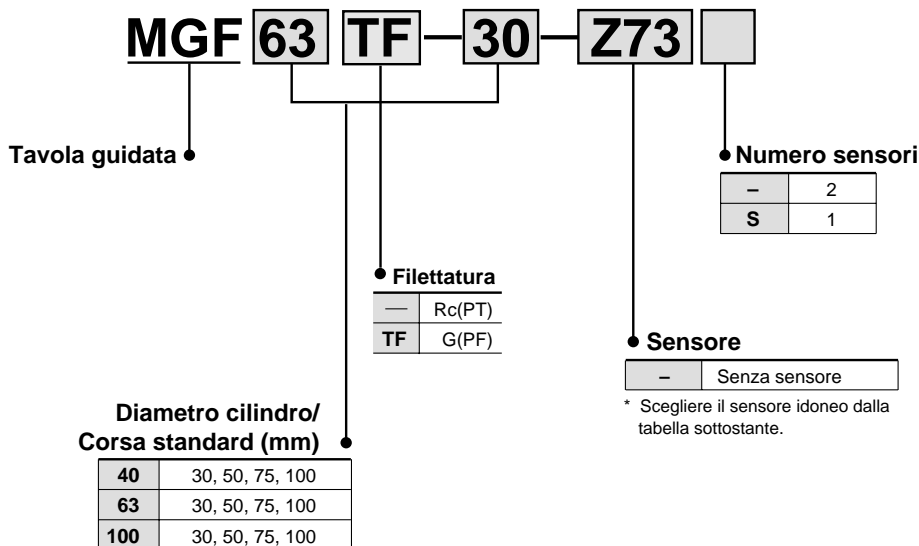 MGF 63 TF — 30 — Z73
Tavola guidata
Numero sensori
– 2
S 1
Filettatura
— Rc(PT)
TF G(PF)
Sensore
– Senza sensore
* Scegliere il sensore idoneo dalla
tabella sottostante.
Diametro cilindro/
Corsa standard (mm)
40 30, 50, 75, 100
63 30, 50, 75, 100
100 30, 50, 75, 100